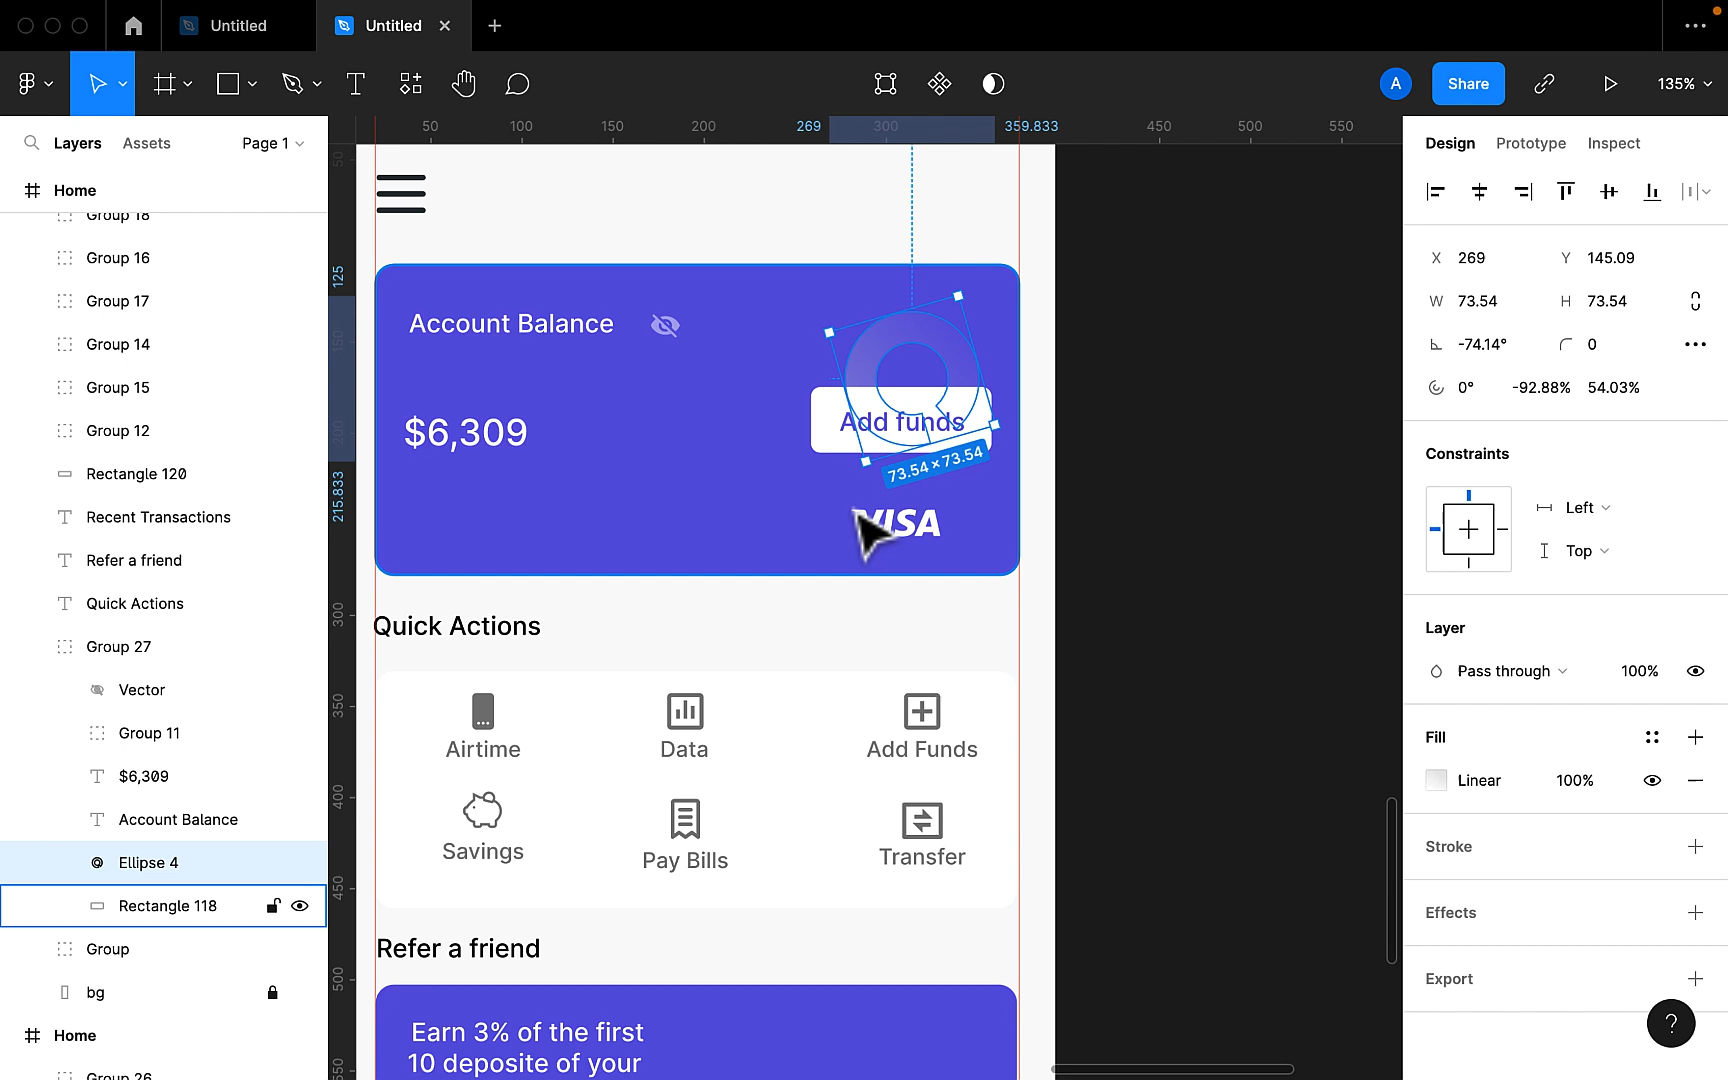 Untitled
Untitled
A
Share
135%
Layers
Assets
Page 1
Home
Group 18
Group 16
Group 17
Group 14
Group 15
Group 12
Rectangle 120
Recent Transactions
Refer a friend
Quick Actions
Group 27
Vector
Group 11
$6,309
Account Balance
Ellipse 4
Rectangle 118
Group
bg
Home
Group 26
50
100
150
200
269
300
359.833
450
500
550
50
125
150
200
215.833
300
350
400
450
500
550
Account Balance
$6,309
Add funds
73.54 × 73.54
VISA
Quick Actions
Airtime
Data
Add Funds
Savings
Pay Bills
Transfer
Refer a friend
Earn 3% of the first
10 deposite of your
Design
Prototype
Inspect
X 269
Y 145.09
W 73.54
H 73.54
-74.14°
0
0°
-92.88%
54.03%
Constraints
Left
Top
Layer
Pass through
100%
Fill
Linear
100%
Stroke
Effects
Export
?